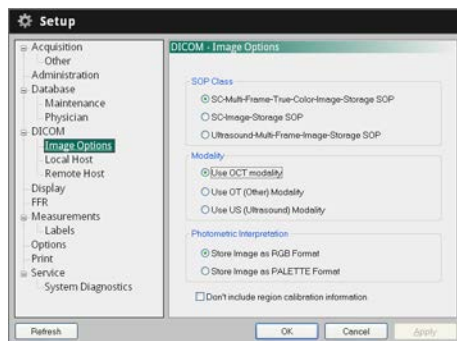 Setup
Acquisition
Other
Administration
Database
Maintenance
Physician
DICOM
Image Options
Local Host
Remote Host
Display
FFR
Measurements
Labels
Options
Print
Service
System Diagnostics
DICOM - Image Options
SOP Class
SC-Multi-Frame-True-Color-Image-Storage SOP
SC-Image-Storage SOP
Ultrasound-Multi-Frame-Image-Storage SOP
Modality
Use OCT modality
Use OT (Other) Modality
Use US (Ultrasound) Modality
Photometric Interpretation
Store Image as RGB Format
Store Image as PALETTE Format
Don't include region calibration information
Refresh
OK
Cancel
Apply